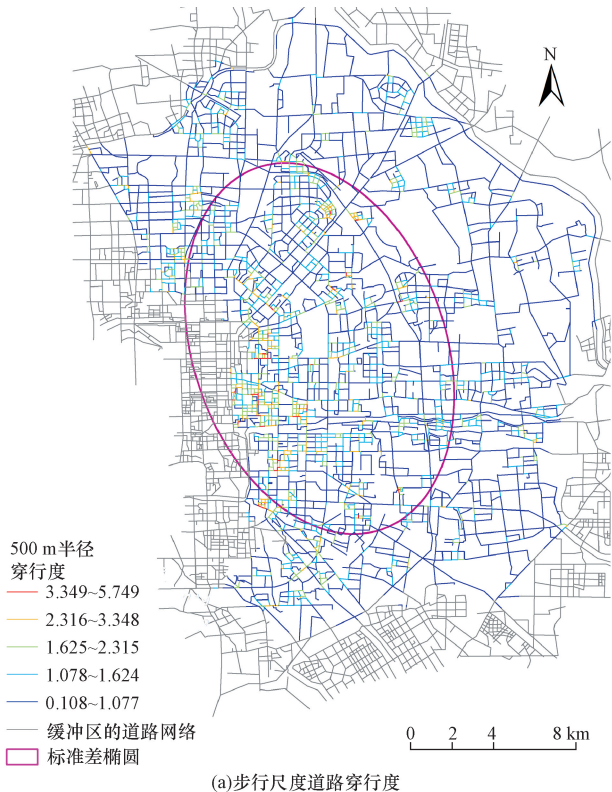 N
500 m半径
穿行度
3.349~5.749
2.316~3.348
1.625~2.315
1.078~1.624
0.108~1.077
缓冲区的道路网络
标准差椭圆
0 2 4 8 km
(a)步行尺度道路穿行度